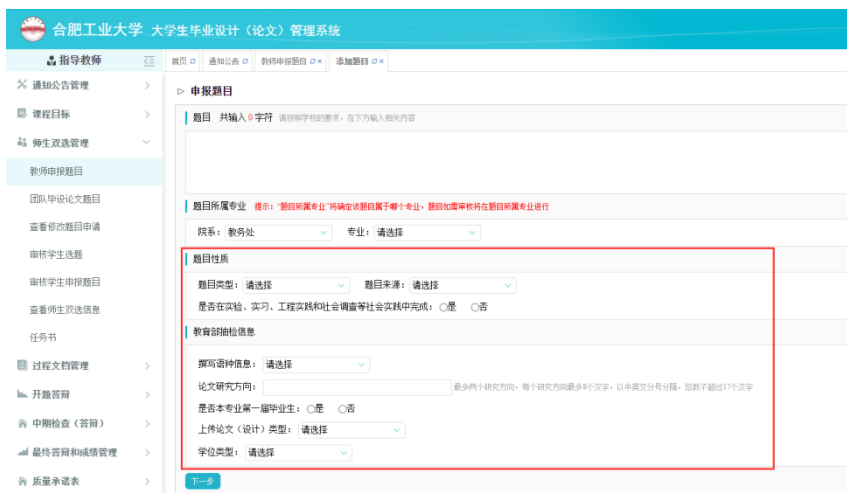 合肥工业大学 大学生毕业设计（论文）管理系统
指导教师
首页 通知公告 教师申报题目 × 添加题目 ×
通知公告管理
课程目标
师生双选管理
教师申报题目
团队毕设论文题目
查看修改题目申请
审核学生选题
审核学生申报题目
查看师生双选信息
任务书
过程文档管理
开题答辩
中期检查（答辩）
最终答辩和成绩管理
质量承诺表
申报题目
题目 共输入 0 字符 请按照学校的要求，在下方输入相关内容
题目所属专业 提示：“题目所属专业”将确定该题目属于哪个专业，题目如需审核将在题目所属专业进行
院系：教务处 专业：请选择
题目性质
题目类型：请选择 题目来源：请选择
是否在实验、实习、工程实践和社会调查等社会实践中完成：○是 ○否
教育部抽检信息
撰写语种信息：请选择
论文研究方向： 最多两个研究方向，每个研究方向最多8个汉字，以中英文分号分隔，总数不超过17个汉字
是否本专业第一届毕业生：○是 ○否
上传论文（设计）类型：请选择
学位类型：请选择
下一步